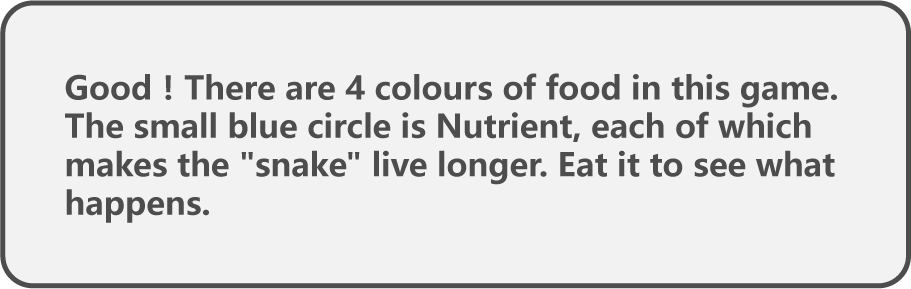 Good ! There are 4 colours of food in this game.
The small blue circle is Nutrient, each of which
makes the "snake" live longer. Eat it to see what
happens.